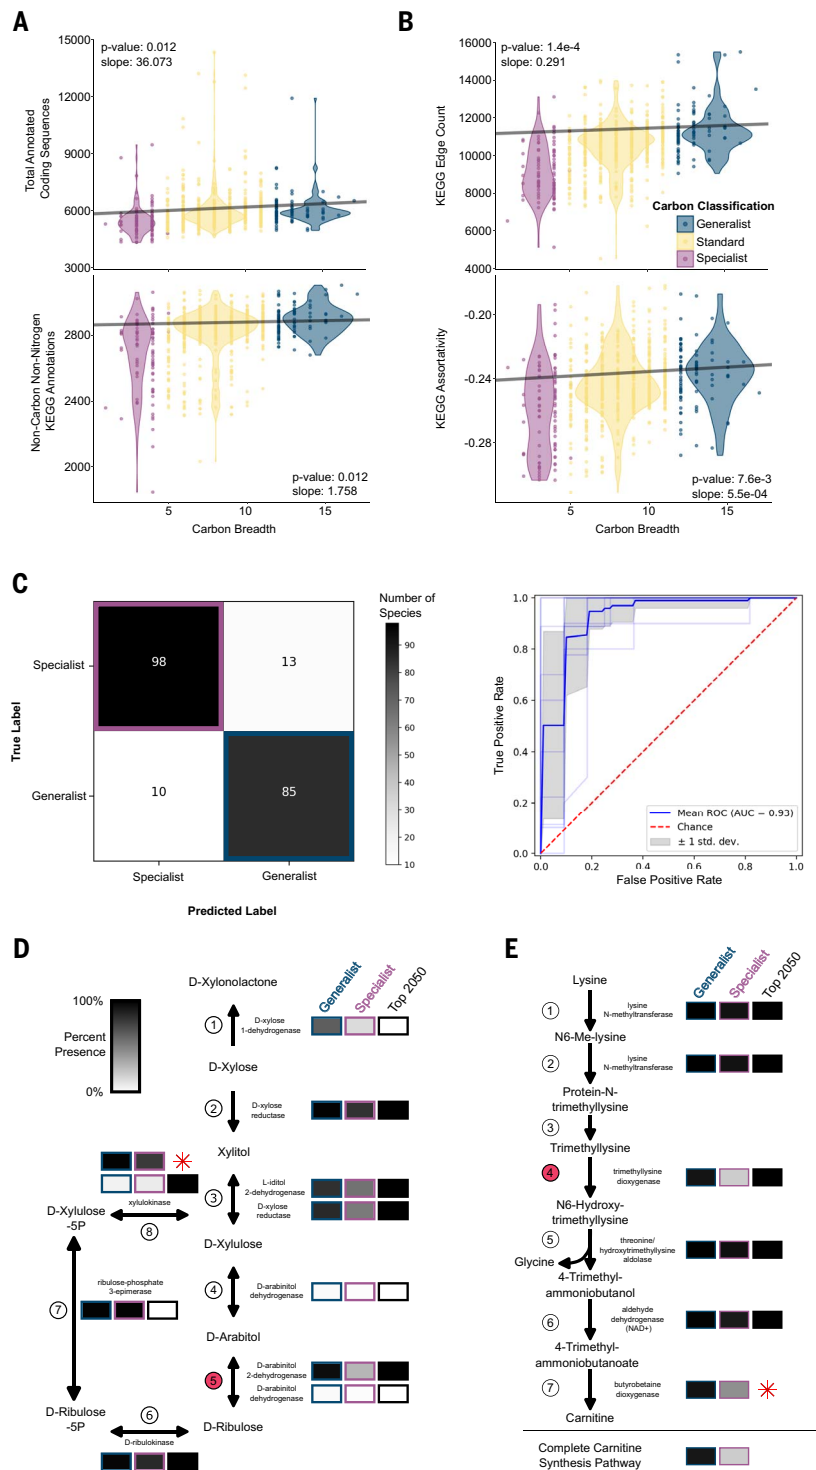 A
p-value: 0.012
slope: 36.073
15000
12000
9000
6000
3000
Total Annotated
Coding Sequences
2800
2400
2000
Non-Carbon Non-Nitrogen
KEGG Annotations
p-value: 0.012
slope: 1.758
5
10
15
Carbon Breadth
B
p-value: 1.4e-4
slope: 0.291
16000
14000
12000
10000
8000
6000
4000
KEGG Edge Count
Carbon Classification
Generalist
Standard
Specialist
-0.20
-0.24
-0.28
KEGG Assortativity
p-value: 7.6e-3
slope: 5.5e-04
5
10
15
Carbon Breadth
C
Number of
Species
98
13
10
85
Specialist
Generalist
True Label
Specialist
Generalist
Predicted Label
90
80
70
60
50
40
30
20
10
1.0
0.8
0.6
0.4
0.2
0.0
True Positive Rate
Mean ROC (AUC = 0.93)
Chance
± 1 std. dev.
0.0
0.2
0.4
0.6
0.8
1.0
False Positive Rate
D
100%
Percent
Presence
0%
D-Xylonolactone
Generalist
Specialist
Top 2050
1
D-xylose
1-dehydrogenase
D-Xylose
2
D-xylose
reductase
Xylitol
3
L-iditol
2-dehydrogenase
D-xylose
reductase
xylulokinase
8
D-Xylulose
-5P
D-Xylulose
4
D-arabinitol
dehydrogenase
7
ribulose-phosphate
3-epimerase
D-Arabitol
5
D-arabinitol
2-dehydrogenase
D-arabinitol
dehydrogenase
D-Ribulose
-5P
6
D-ribulokinase
D-Ribulose
E
Generalist
Specialist
Top 2050
Lysine
1
lysine
N-methyltransferase
N6-Me-lysine
2
lysine
N-methyltransferase
Protein-N-
trimethyllysine
3
Trimethyllysine
4
trimethyllysine
dioxygenase
N6-Hydroxy-
trimethyllysine
5
threonine/
hydroxytrimethyllysine
aldolase
Glycine
4-Trimethyl-
ammoniobutanol
6
aldehyde
dehydrogenase
(NAD+)
4-Trimethyl-
ammoniobutanoate
7
butyrobetaine
dioxygenase
Carnitine
Complete Carnitine
Synthesis Pathway